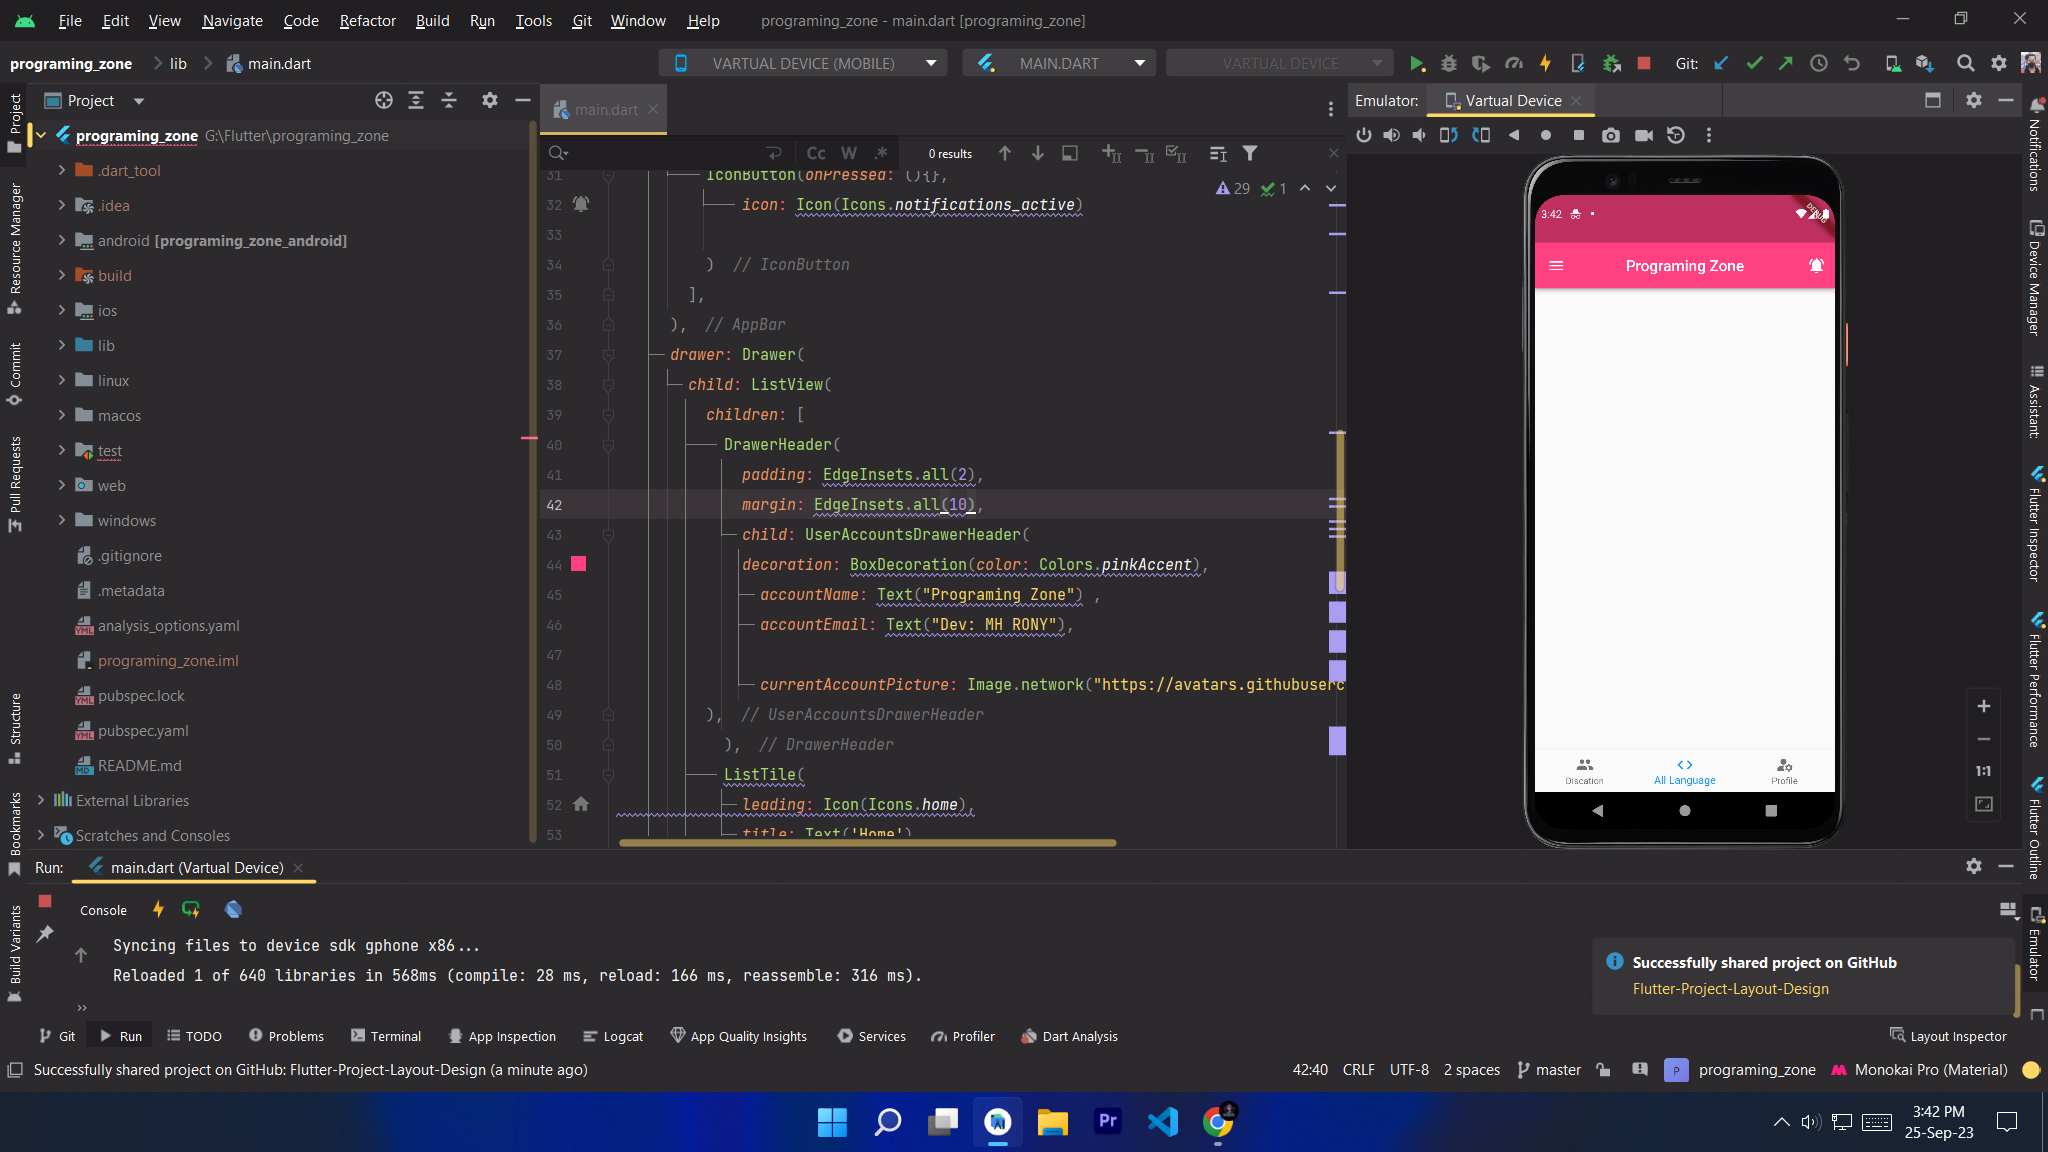 File Edit View Navigate Code Refactor Build Run Tools Git Window Help programing_zone - main.dart [programing_zone]
programing_zone lib main.dart VARTUAL DEVICE (MOBILE) MAIN.DART VARTUAL DEVICE Git:
Project
main.dart
Emulator: Vartual Device
programing_zone G:\Flutter\programing_zone
.dart_tool
.idea
android [programing_zone_android]
build
ios
lib
linux
macos
test
web
windows
.gitignore
.metadata
analysis_options.yaml
programing_zone.iml
pubspec.lock
pubspec.yaml
README.md
External Libraries
Scratches and Consoles
Cc W .* 0 results
29 1
31 IconButton(onPressed: (){},
32 icon: Icon(Icons.notifications_active)
33
34 ) // IconButton
35 ],
36 ), // AppBar
37 drawer: Drawer(
38 child: ListView(
39 children: [
40 DrawerHeader(
41 padding: EdgeInsets.all(2),
42 margin: EdgeInsets.all(10),
43 child: UserAccountsDrawerHeader(
44 decoration: BoxDecoration(color: Colors.pinkAccent),
45 accountName: Text("Programing Zone") ,
46 accountEmail: Text("Dev: MH RONY"),
47
48 currentAccountPicture: Image.network("https://avatars.githubuserc
49 ), // UserAccountsDrawerHeader
50 ), // DrawerHeader
51 ListTile(
52 leading: Icon(Icons.home),
53 title: Text('Home')
3:42
DEBUG
Programing Zone
Discation All Language Profile
1:1
Project
Resource Manager
Commit
Pull Requests
Structure
Bookmarks
Build Variants
Notifications
Device Manager
Assistant:
Flutter Inspector
Flutter Performance
Flutter Outline
Emulator
Run: main.dart (Vartual Device)
Console
Syncing files to device sdk gphone x86...
Reloaded 1 of 640 libraries in 568ms (compile: 28 ms, reload: 166 ms, reassemble: 316 ms).
Successfully shared project on GitHub
Flutter-Project-Layout-Design
Git Run TODO Problems Terminal App Inspection Logcat App Quality Insights Services Profiler Dart Analysis Layout Inspector
Successfully shared project on GitHub: Flutter-Project-Layout-Design (a minute ago) 42:40 CRLF UTF-8 2 spaces master P programing_zone Monokai Pro (Material)
Pr
3:42 PM
25-Sep-23